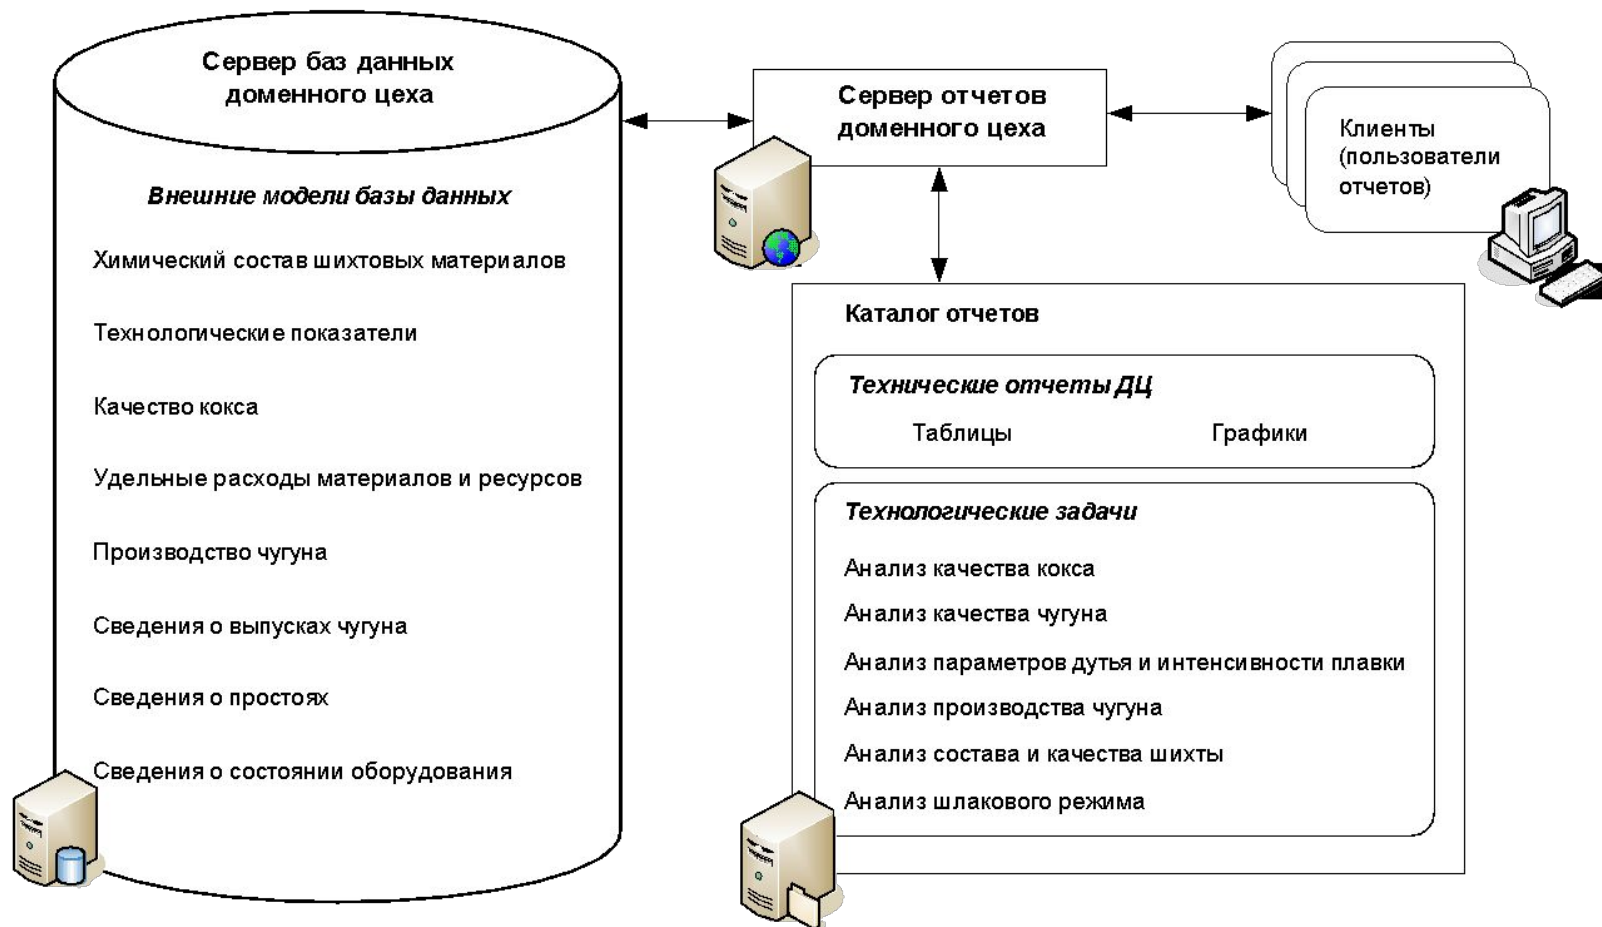 Сервер баз данных
доменного цеха
Внешние модели базы данных
Химический состав шихтовых материалов
Технологические показатели
Качество кокса
Удельные расходы материалов и ресурсов
Производство чугуна
Сведения о выпусках чугуна
Сведения о простоях
Сведения о состоянии оборудования
Сервер отчетов
доменного цеха
Клиенты
(пользователи
отчетов)
Каталог отчетов
Технические отчеты ДЦ
Таблицы Графики
Технологические задачи
Анализ качества кокса
Анализ качества чугуна
Анализ параметров дутья и интенсивности плавки
Анализ производства чугуна
Анализ состава и качества шихты
Анализ шлакового режима